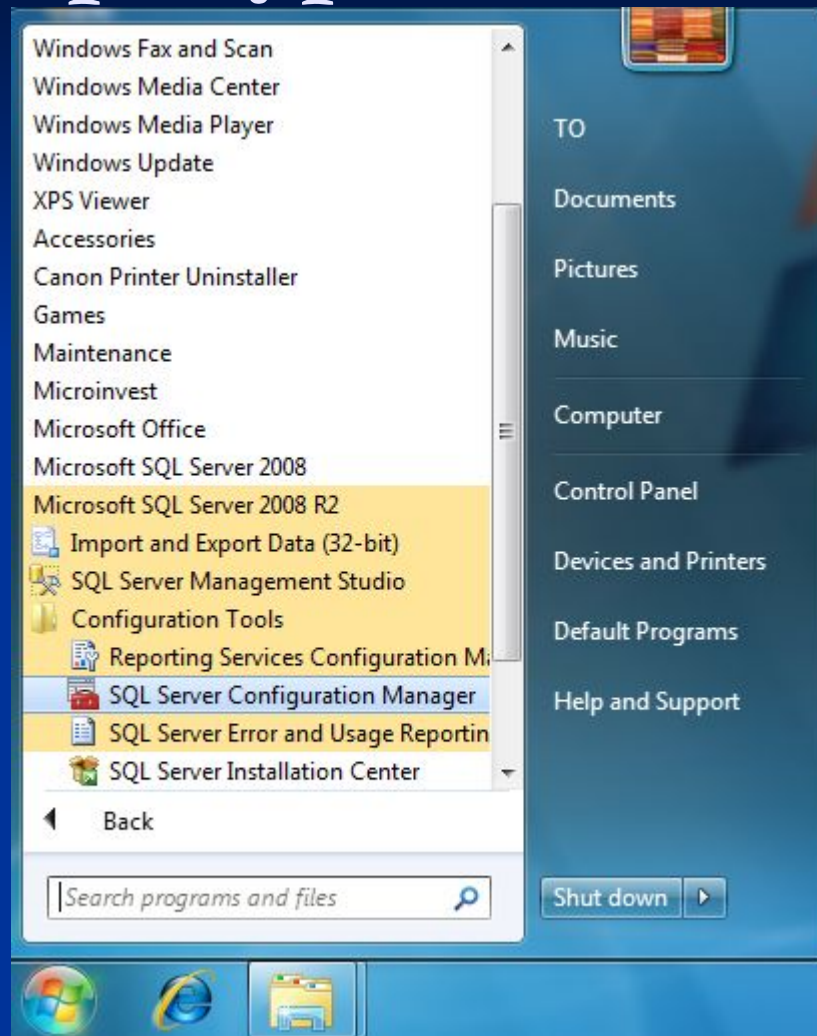 Windows Fax and Scan
Windows Media Center
Windows Media Player
Windows Update
XPS Viewer
Accessories
Canon Printer Uninstaller
Games
Maintenance
Microinvest
Microsoft Office
Microsoft SQL Server 2008
Microsoft SQL Server 2008 R2
Import and Export Data (32-bit)
SQL Server Management Studio
Configuration Tools
Reporting Services Configuration Ma
SQL Server Configuration Manager
SQL Server Error and Usage Reportin
SQL Server Installation Center
Back
Search programs and files
TO
Documents
Pictures
Music
Computer
Control Panel
Devices and Printers
Default Programs
Help and Support
Shut down